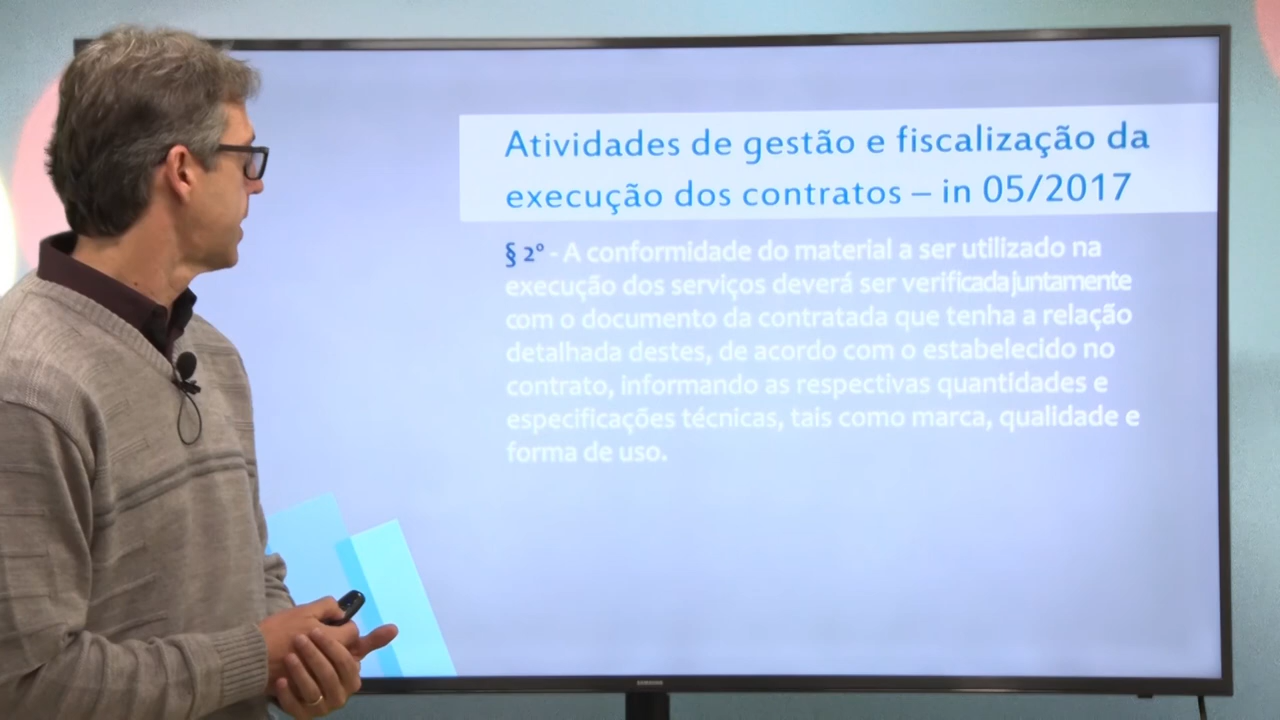 Atividades de gestão e fiscalização da
execução dos contratos – in 05/2017
§ 2º - A conformidade do material a ser utilizado na
execução dos serviços deverá ser verificada juntamente
com o documento da contratada que tenha a relação
detalhada destes, de acordo com o estabelecido no
contrato, informando as respectivas quantidades e
especificações técnicas, tais como marca, qualidade e
forma de uso.
SAMSUNG